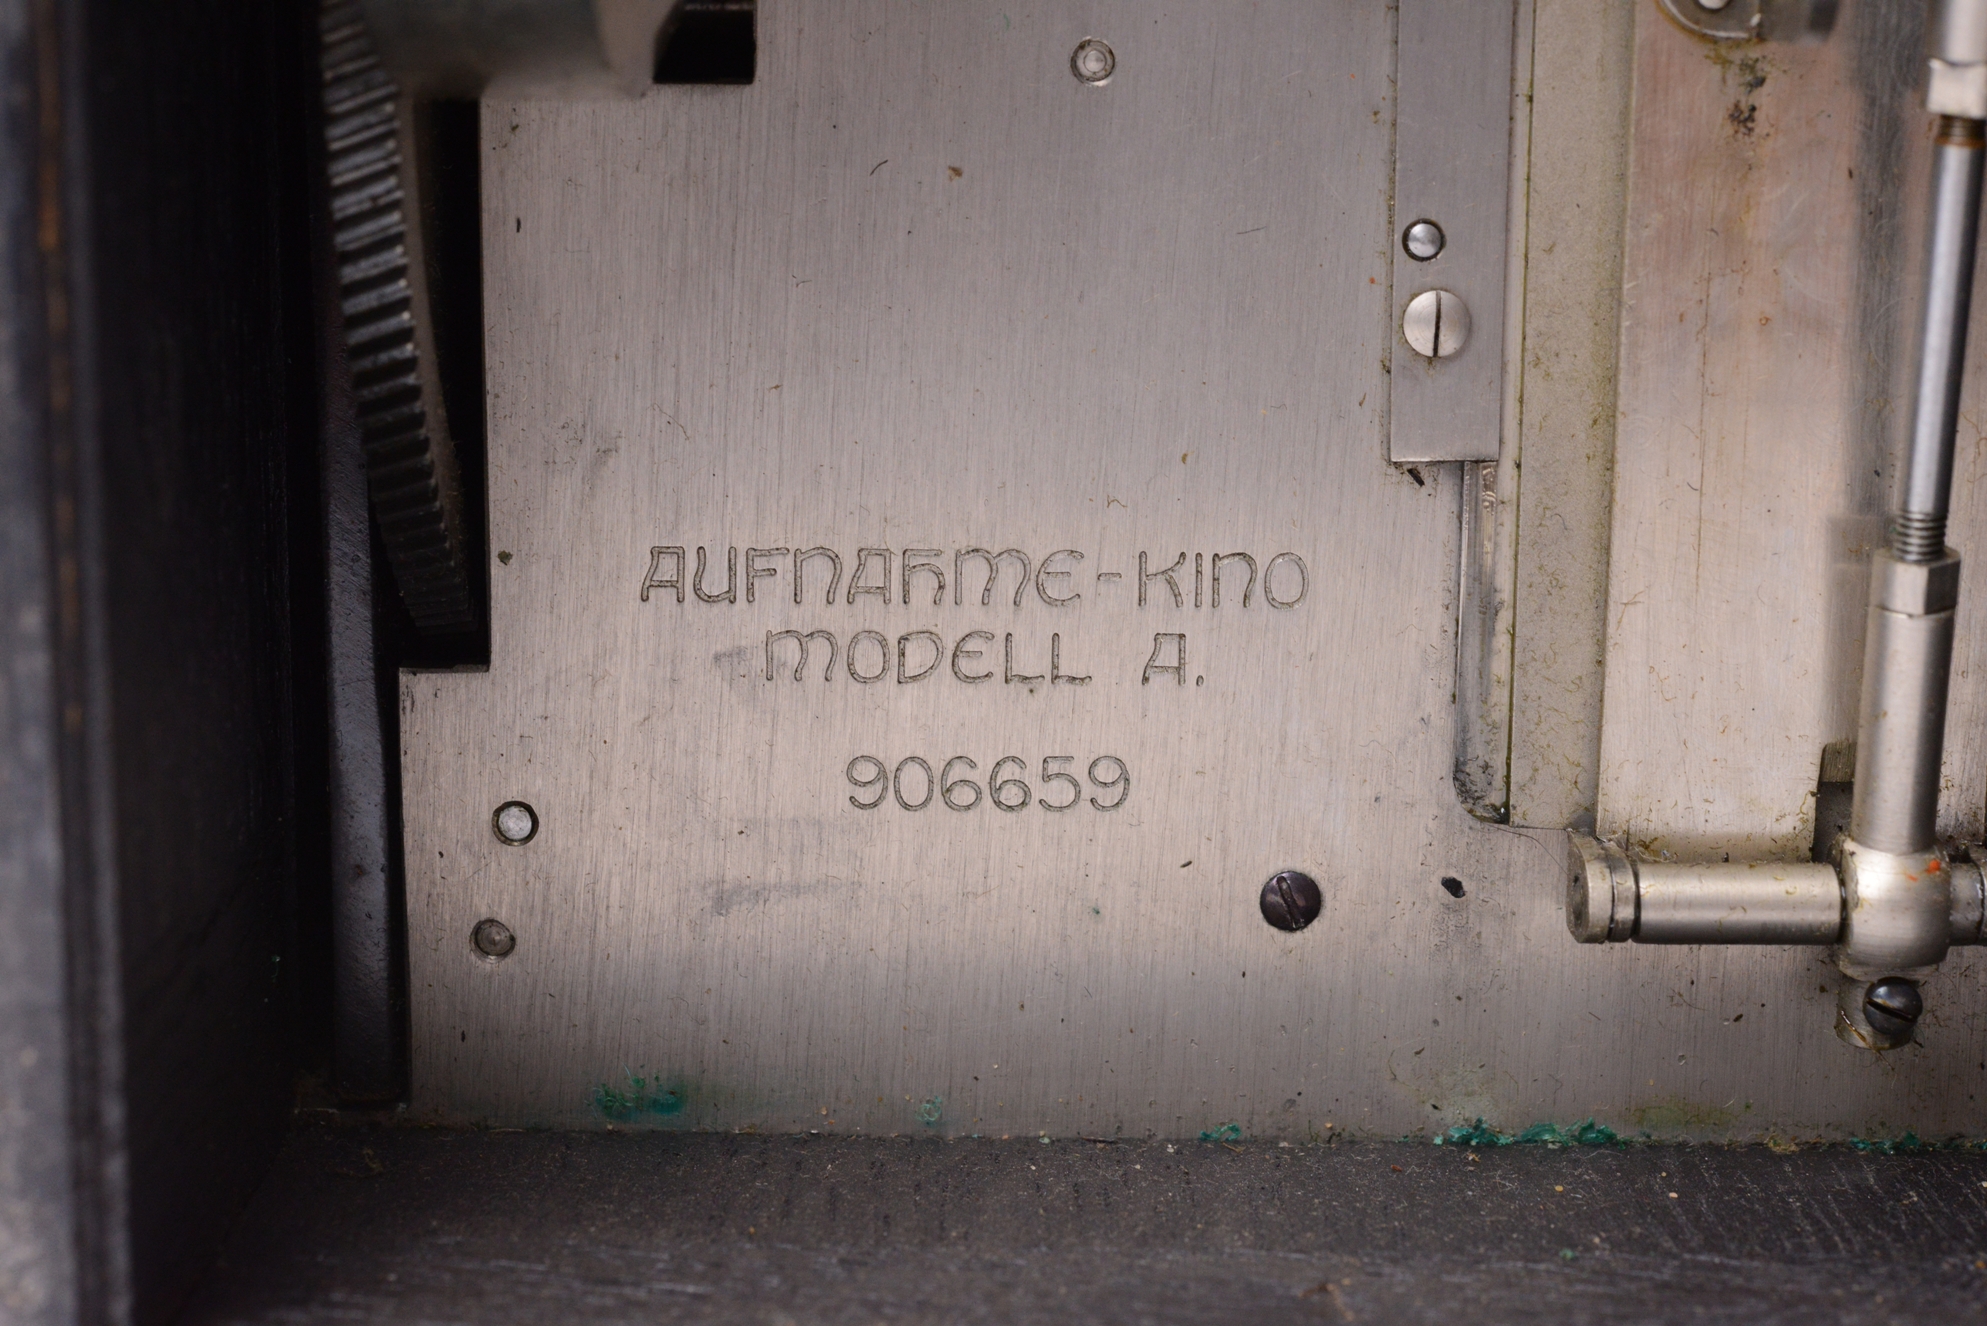 AUFNAHME-KINO
MODELL A.
906659